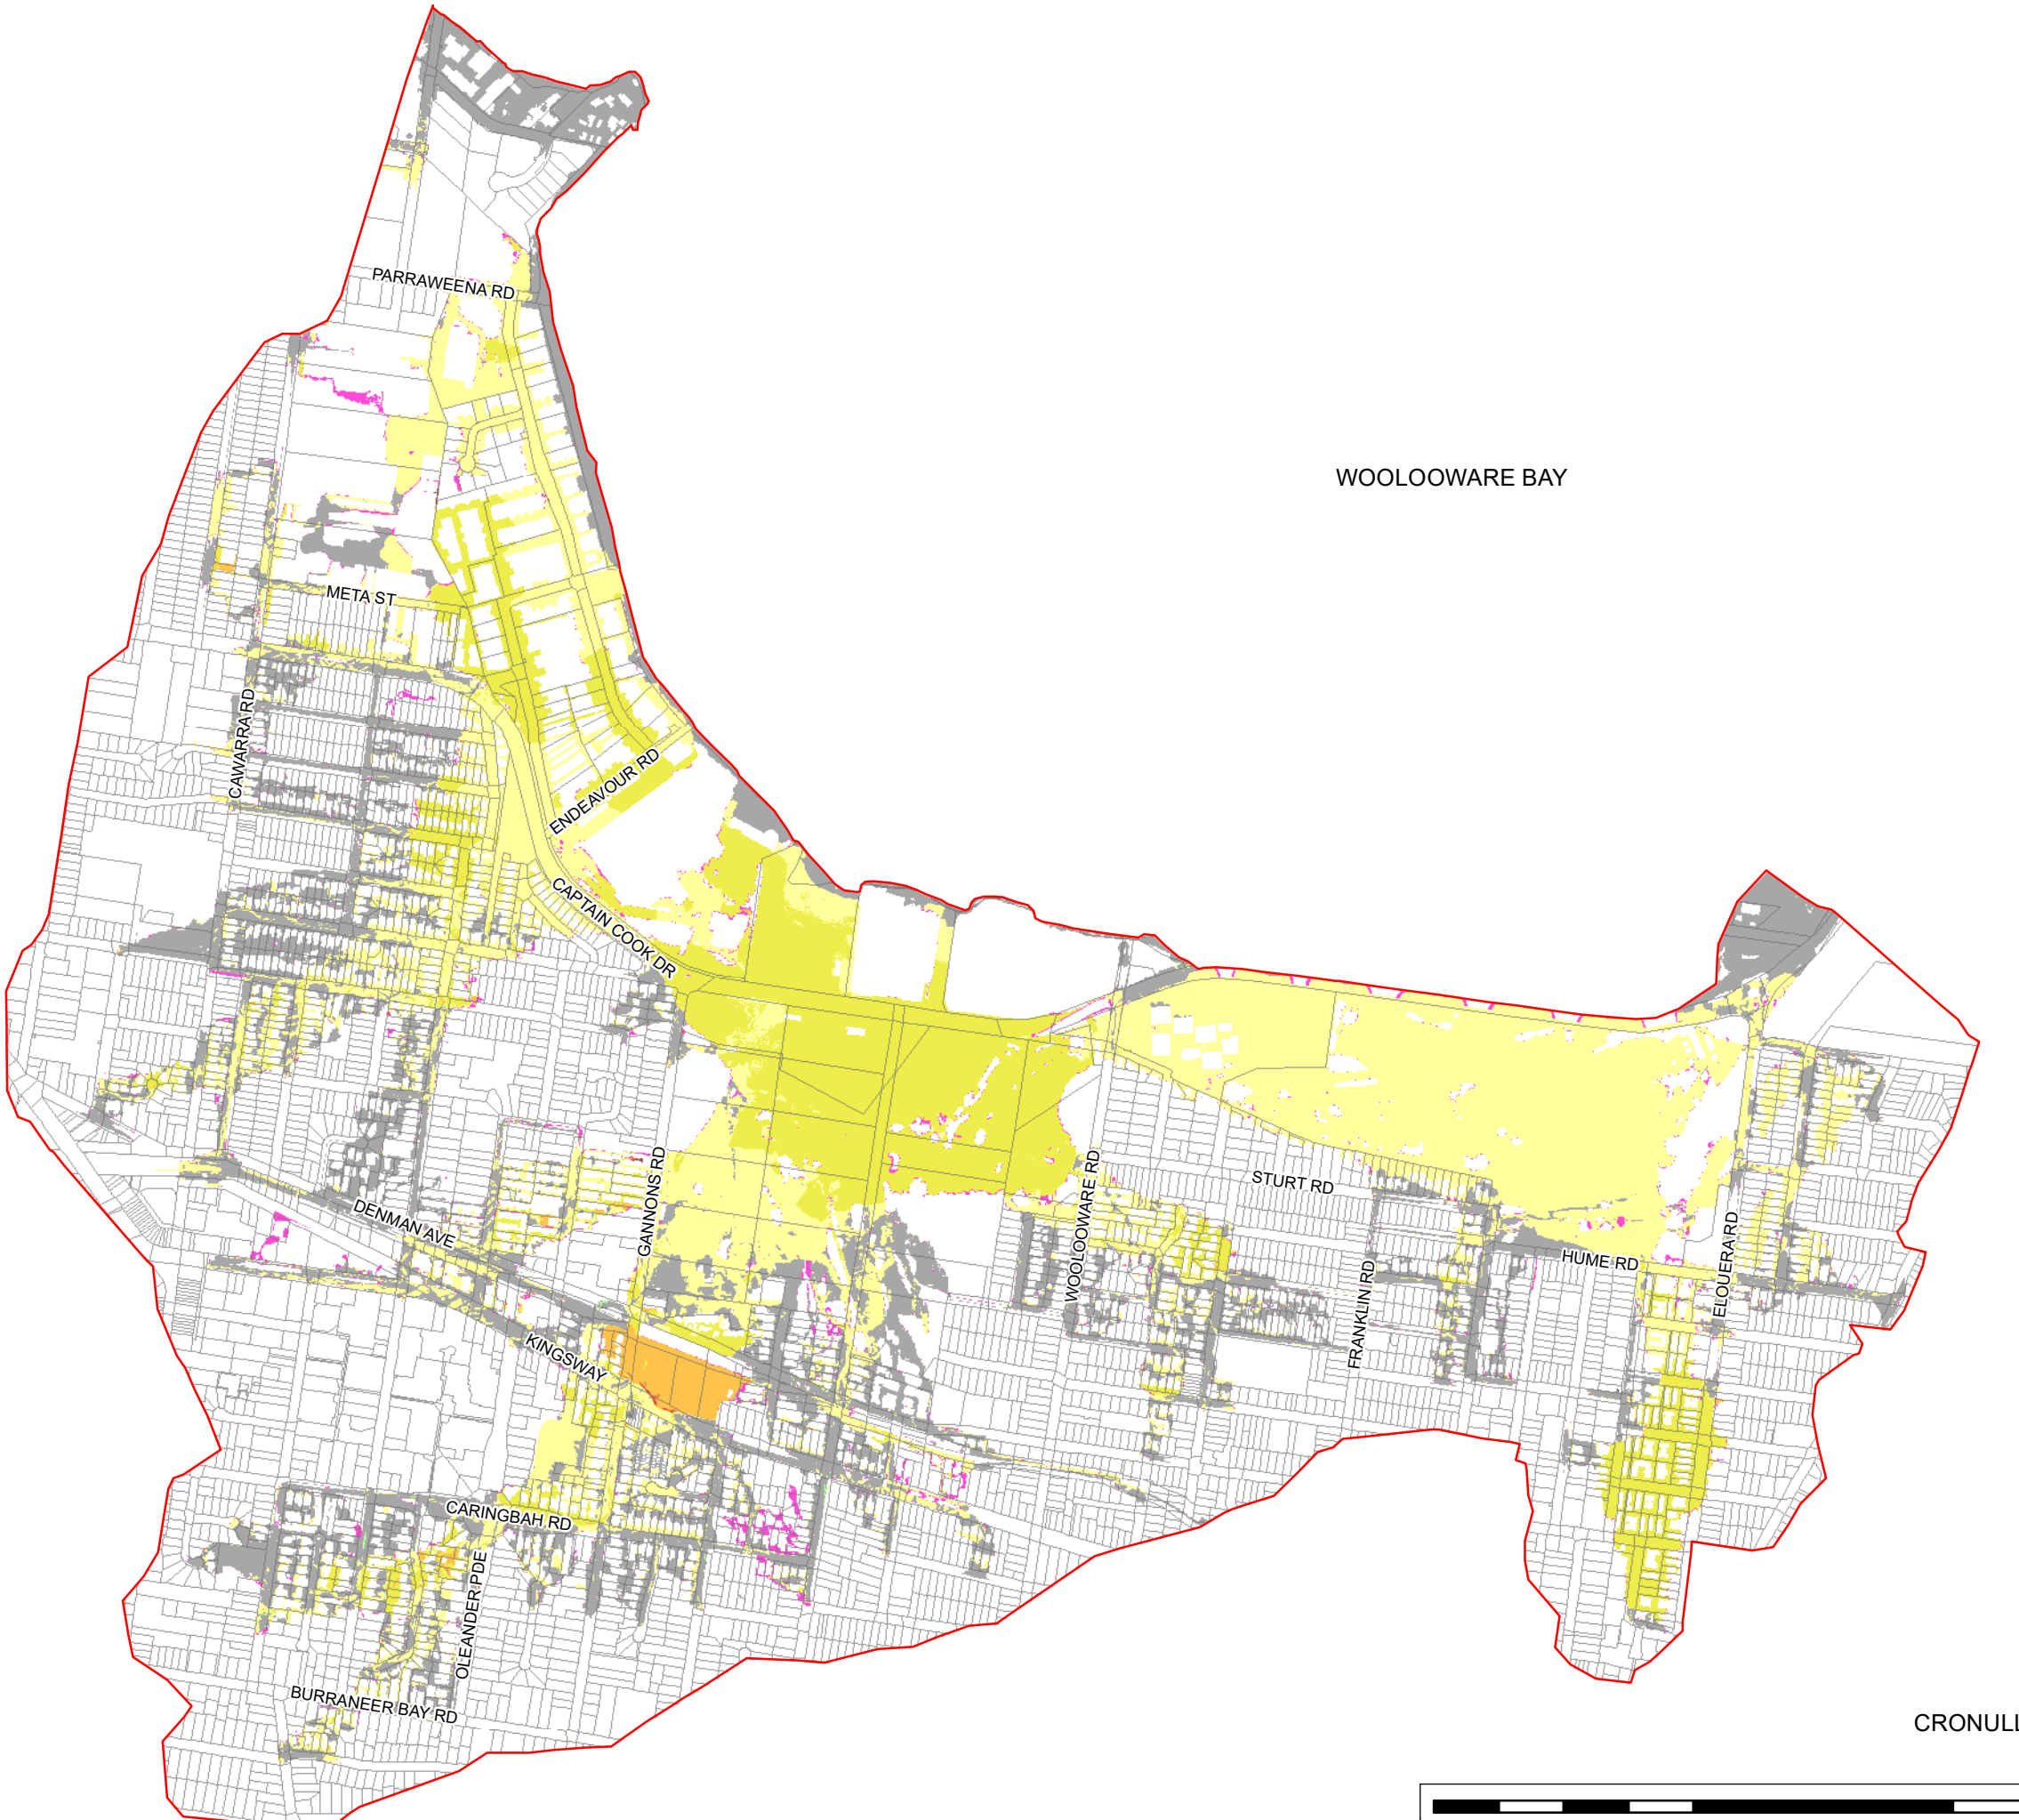 PARRAWEENA RD
WOOLOOWARE BAY
META ST
CAWARRA RD
ENDEAVOUR RD
CAPTAIN COOK DR
STURT RD
WOOLOOWARE RD
GANNONS RD
DENMAN AVE
HUME RD
ELOUERA RD
FRANKLIN RD
KINGSWAY
CARINGBAH RD
OLEANDER PDE
BURRANEER BAY RD
CRONULL